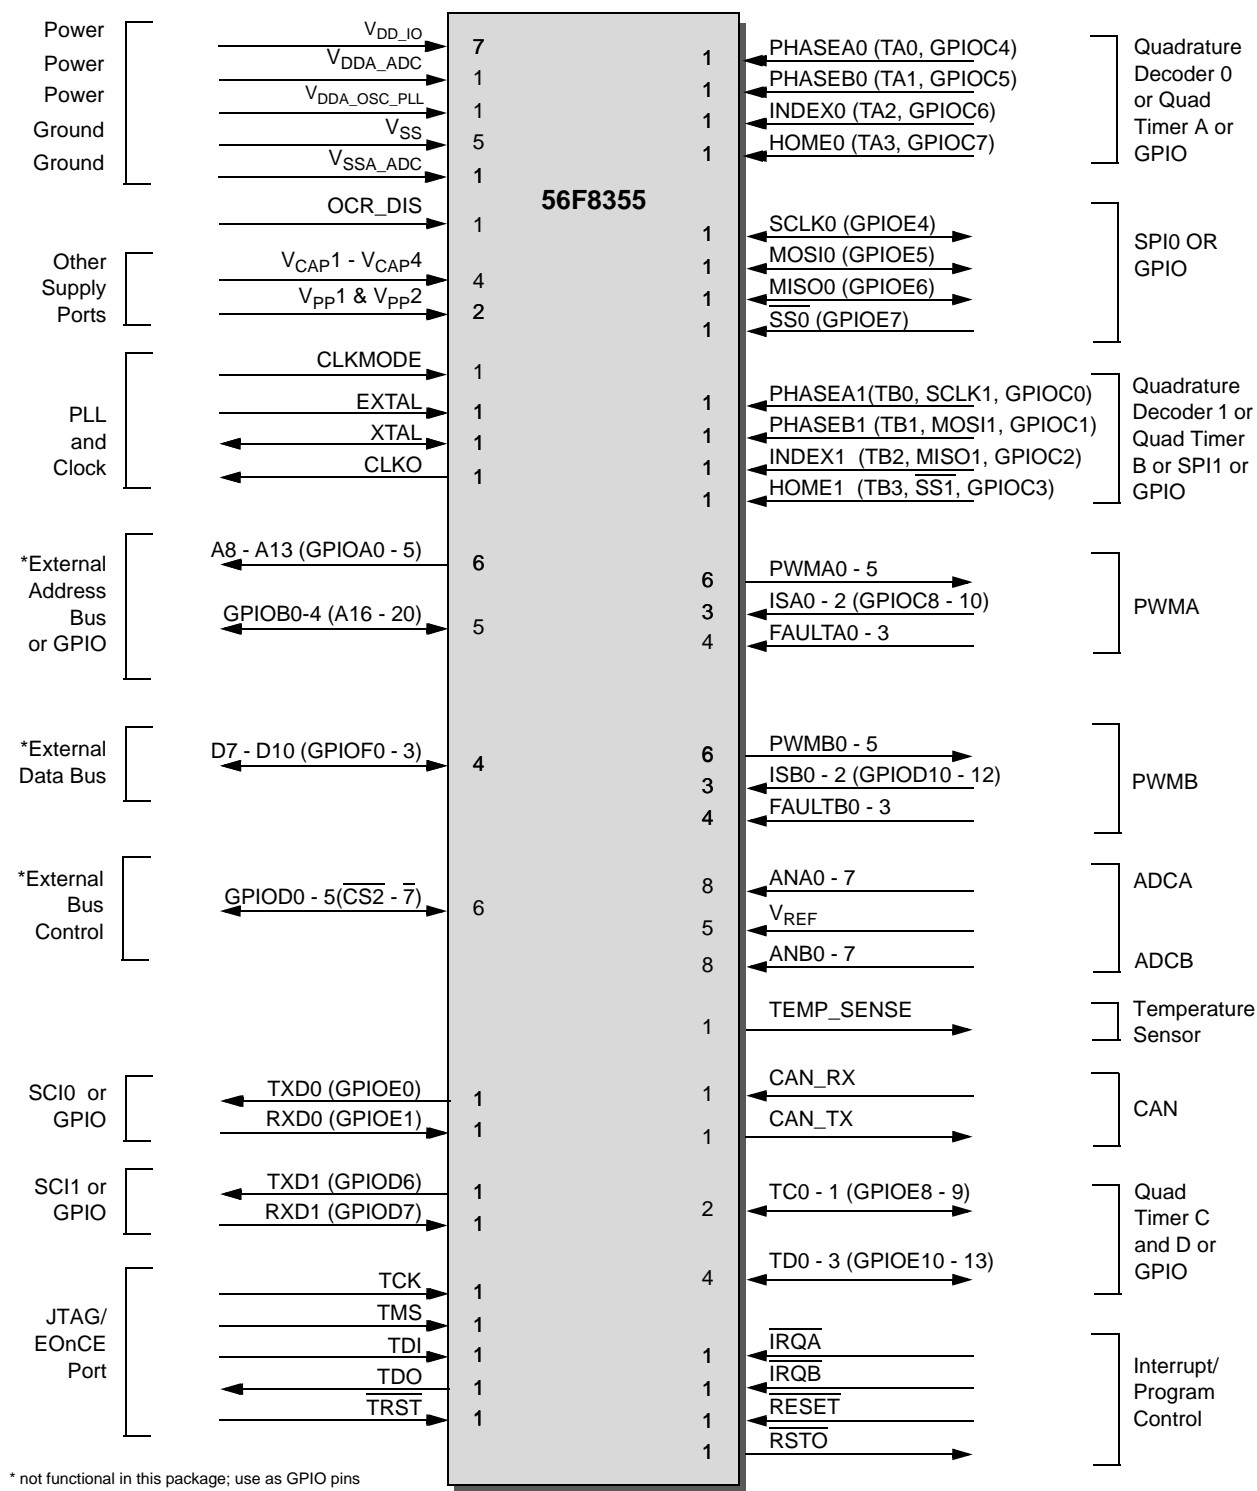 Power
V_DD_IO
7
Power
V_DDA_ADC
1
Power
V_DDA_OSC_PLL
1
Ground
V_SS
5
Ground
V_SSA_ADC
1
OCR_DIS
1
Other
Supply
Ports
V_CAP1 - V_CAP4
4
V_PP1 & V_PP2
2
PLL
and
Clock
CLKMODE
1
EXTAL
1
XTAL
1
CLKO
1
*External
Address
Bus
or GPIO
A8 - A13 (GPIOA0 - 5)
6
GPIOB0-4 (A16 - 20)
5
*External
Data Bus
D7 - D10 (GPIOF0 - 3)
4
*External
Bus
Control
GPIOD0 - 5(C̅S̅2̅ - 7̅)
6
SCI0 or
GPIO
TXD0 (GPIOE0)
1
RXD0 (GPIOE1)
1
SCI1 or
GPIO
TXD1 (GPIOD6)
1
RXD1 (GPIOD7)
1
JTAG/
EOnCE
Port
TCK
1
TMS
1
TDI
1
TDO
1
T̅R̅S̅T̅
1
56F8355
1
PHASEA0 (TA0, GPIOC4)
1
PHASEB0 (TA1, GPIOC5)
1
INDEX0 (TA2, GPIOC6)
1
HOME0 (TA3, GPIOC7)
Quadrature
Decoder 0
or Quad
Timer A or
GPIO
1
SCLK0 (GPIOE4)
1
MOSI0 (GPIOE5)
1
MISO0 (GPIOE6)
1
S̅S̅0̅ (GPIOE7)
SPI0 OR
GPIO
1
PHASEA1(TB0, SCLK1, GPIOC0)
1
PHASEB1 (TB1, MOSI1, GPIOC1)
1
INDEX1 (TB2, MISO1, GPIOC2)
1
HOME1 (TB3, S̅S̅1̅, GPIOC3)
Quadrature
Decoder 1 or
Quad Timer
B or SPI1 or
GPIO
6
PWMA0 - 5
3
ISA0 - 2 (GPIOC8 - 10)
4
FAULTA0 - 3
PWMA
6
PWMB0 - 5
3
ISB0 - 2 (GPIOD10 - 12)
4
FAULTB0 - 3
PWMB
8
ANA0 - 7
ADCA
5
V_REF
8
ANB0 - 7
ADCB
1
TEMP_SENSE
Temperature
Sensor
1
CAN_RX
1
CAN_TX
CAN
2
TC0 - 1 (GPIOE8 - 9)
4
TD0 - 3 (GPIOE10 - 13)
Quad
Timer C
and D or
GPIO
1
I̅R̅Q̅A̅
1
I̅R̅Q̅B̅
1
R̅E̅S̅E̅T̅
1
R̅S̅T̅O̅
Interrupt/
Program
Control
* not functional in this package; use as GPIO pins